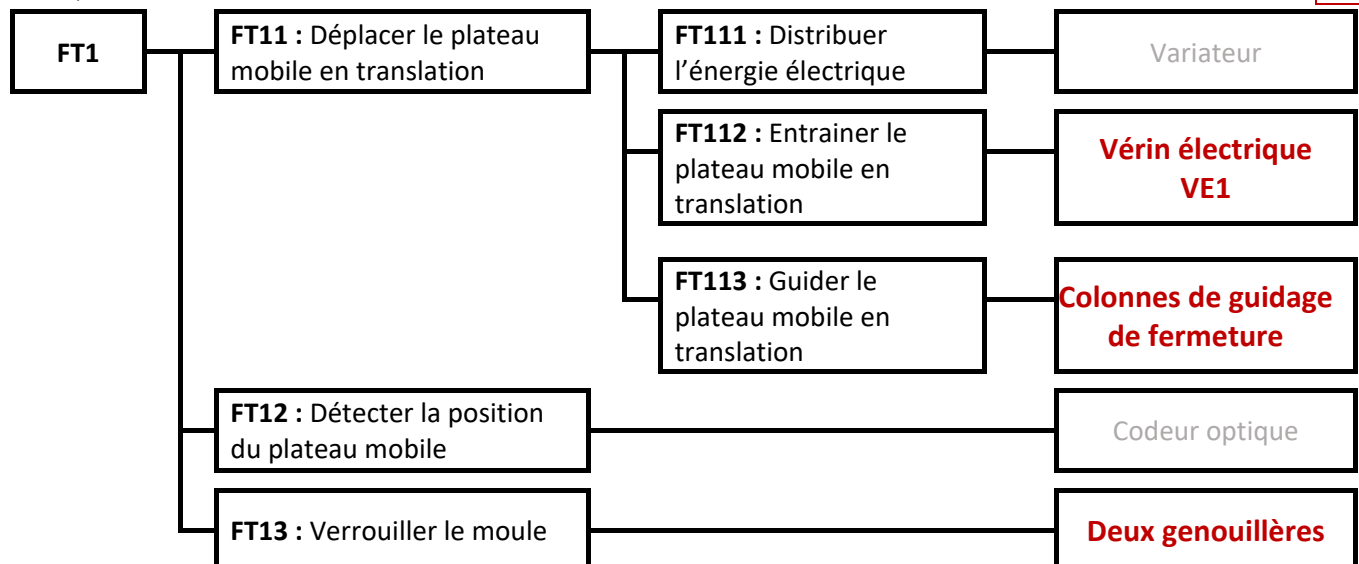 FT1
FT11 : Déplacer le plateau
mobile en translation
FT111 : Distribuer
l’énergie électrique
Variateur
FT112 : Entrainer le
plateau mobile en
translation
Vérin électrique
VE1
FT113 : Guider le
plateau mobile en
translation
Colonnes de guidage
de fermeture
FT12 : Détecter la position
du plateau mobile
Codeur optique
FT13 : Verrouiller le moule
Deux genouillères